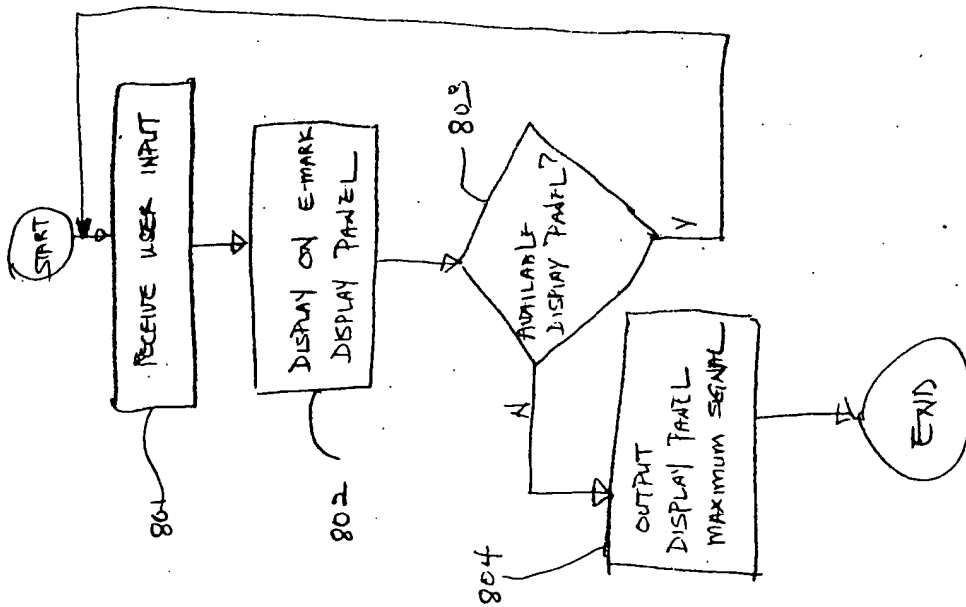 START
RECEIVE USER INPUT
801
DISPLAY ON E-MARK
DISPLAY PANEL
802
AVAILABLE
DISPLAY PANEL?
803
Y
N
OUTPUT
DISPLAY PANEL
MAXIMUM SIGNAL
804
END